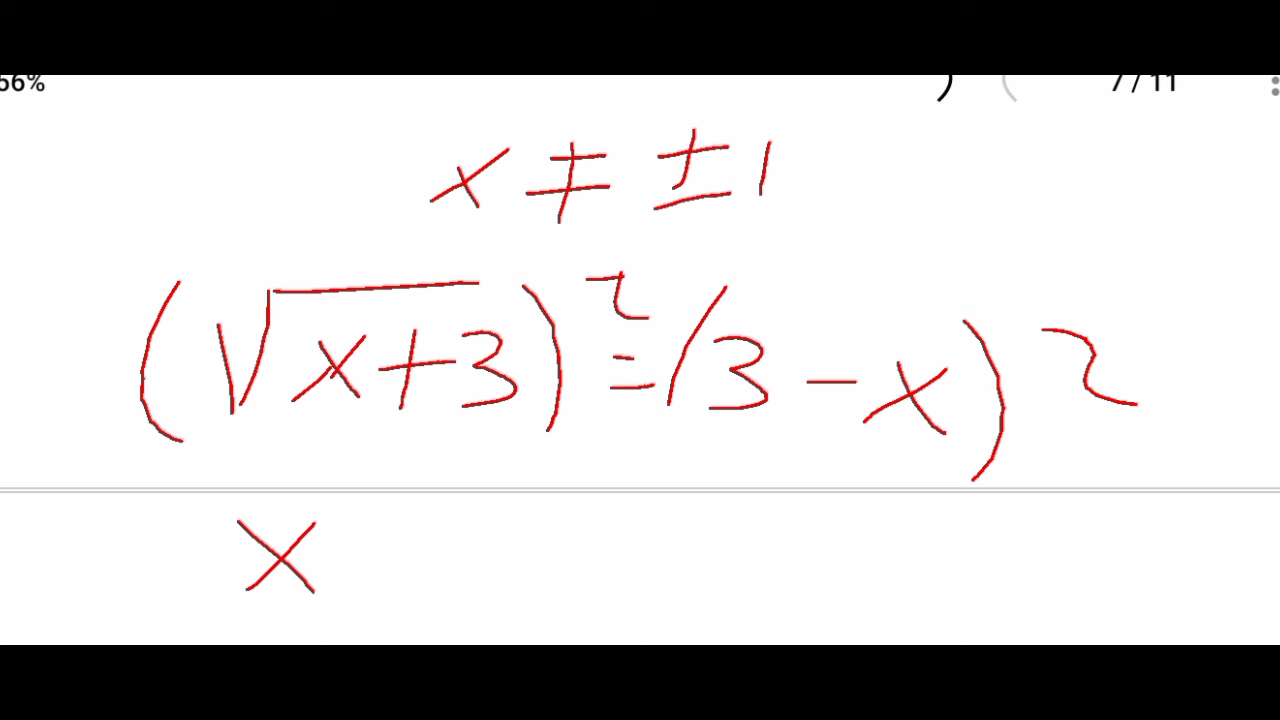 56%
7 / 11
x ≠ ± 1
(√(x+3))² = (3 - x)²
x